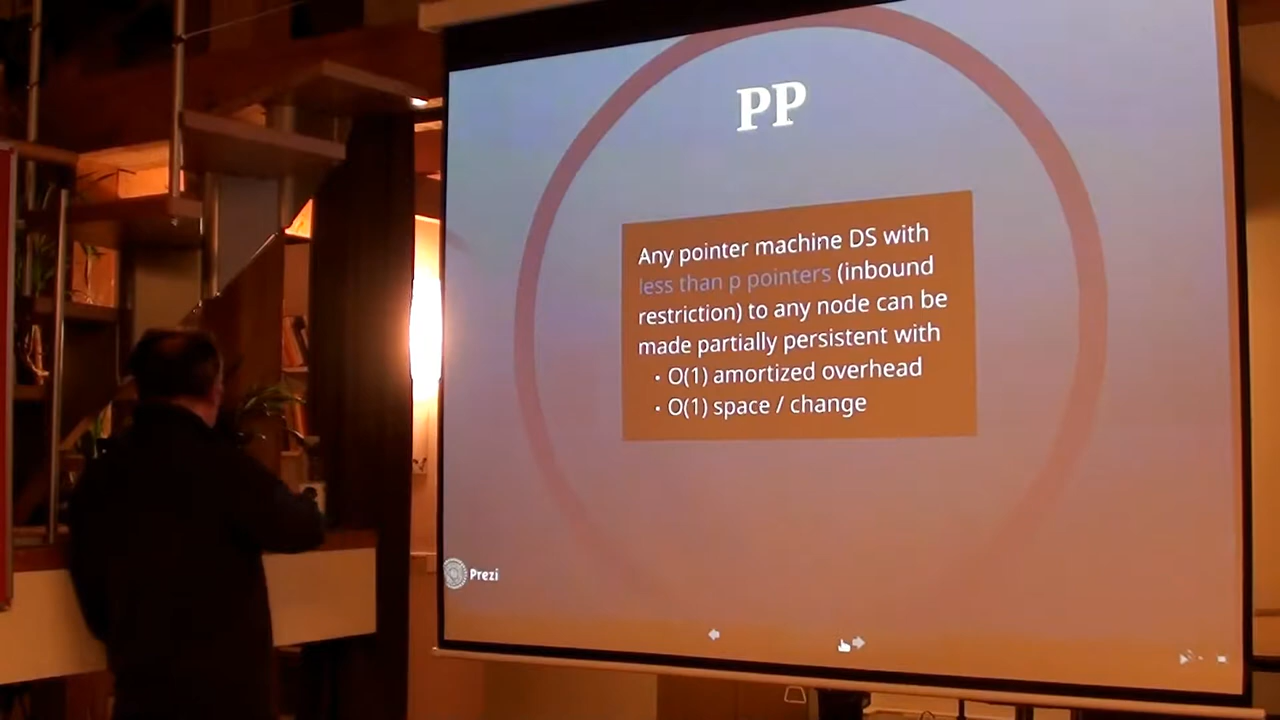 PP
Any pointer machine DS with
less than p pointers (inbound
restriction) to any node can be
made partially persistent with
· O(1) amortized overhead
· O(1) space / change
Prezi